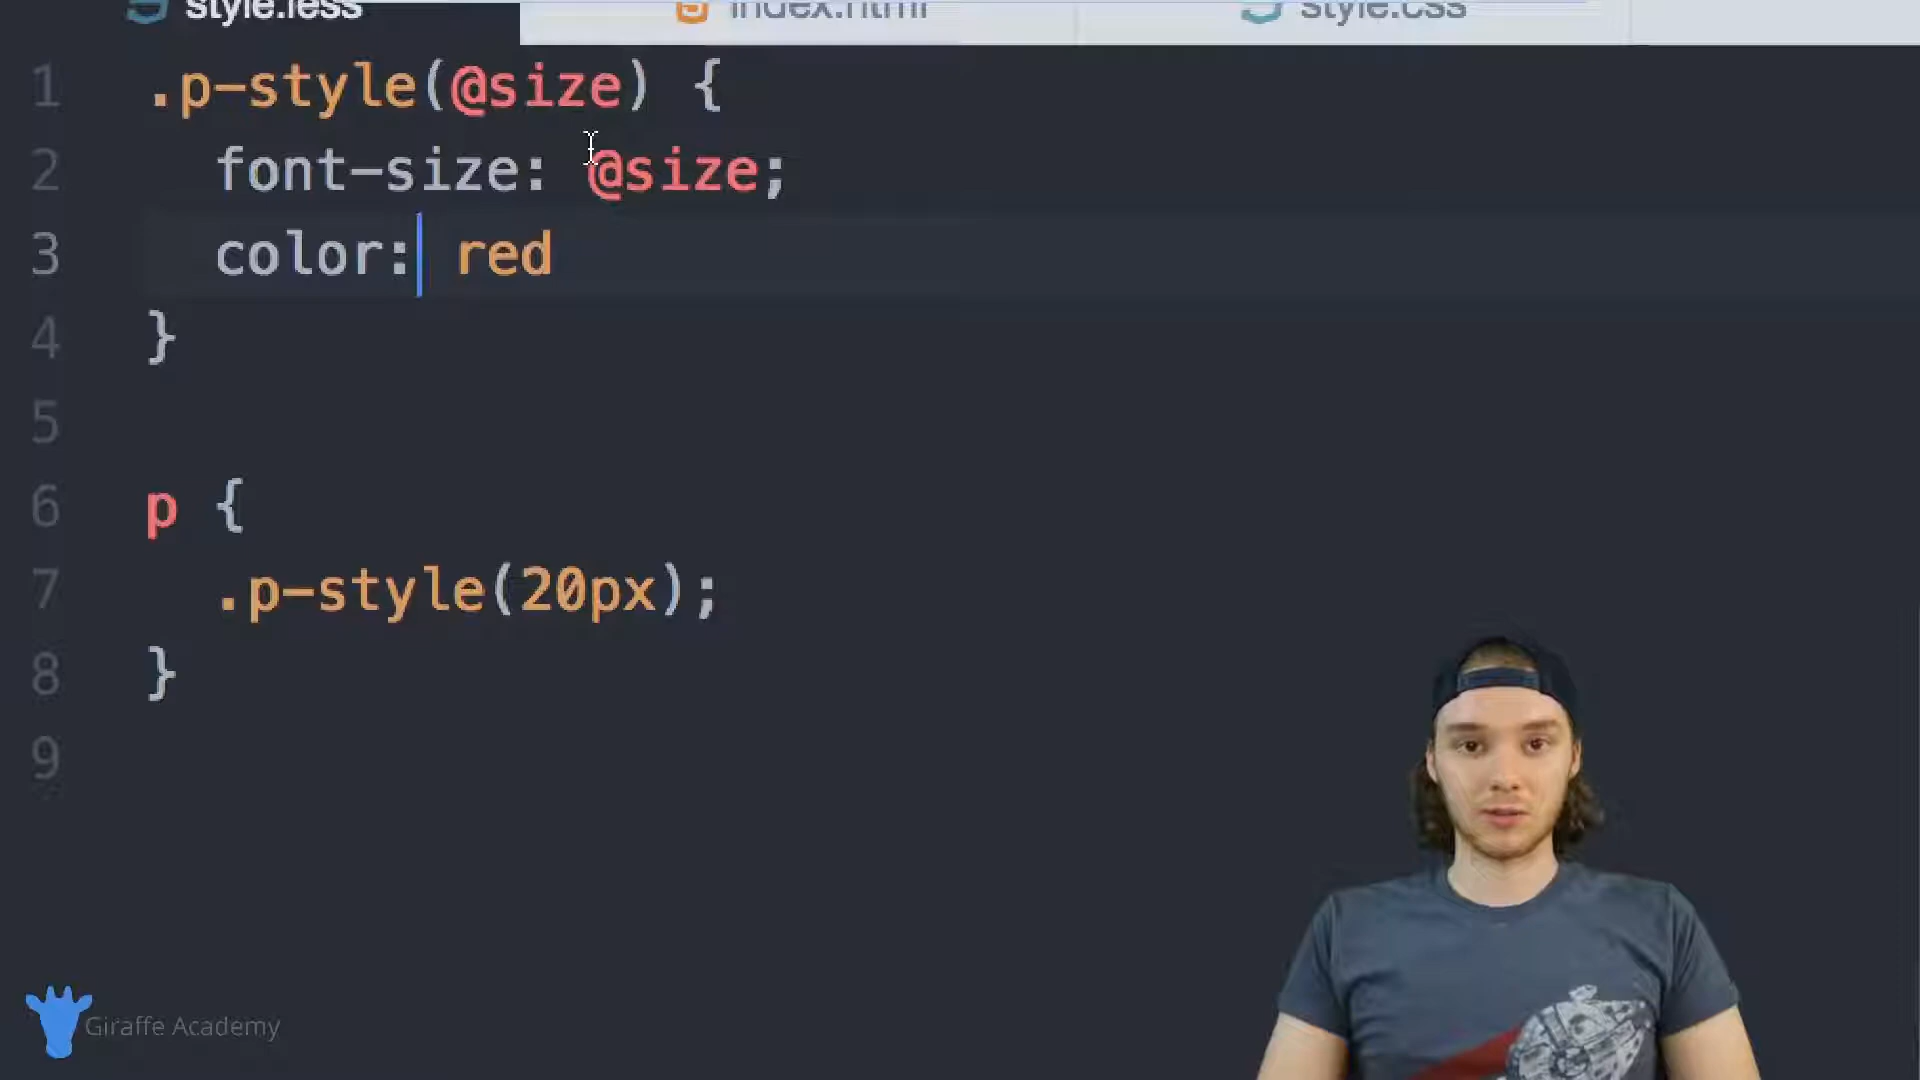 style.less index.html style.css
1 .p-style(@size) {
2 font-size: @size;
3 color: red
4 }
5
6 p {
7 .p-style(20px);
8 }
9
Giraffe Academy